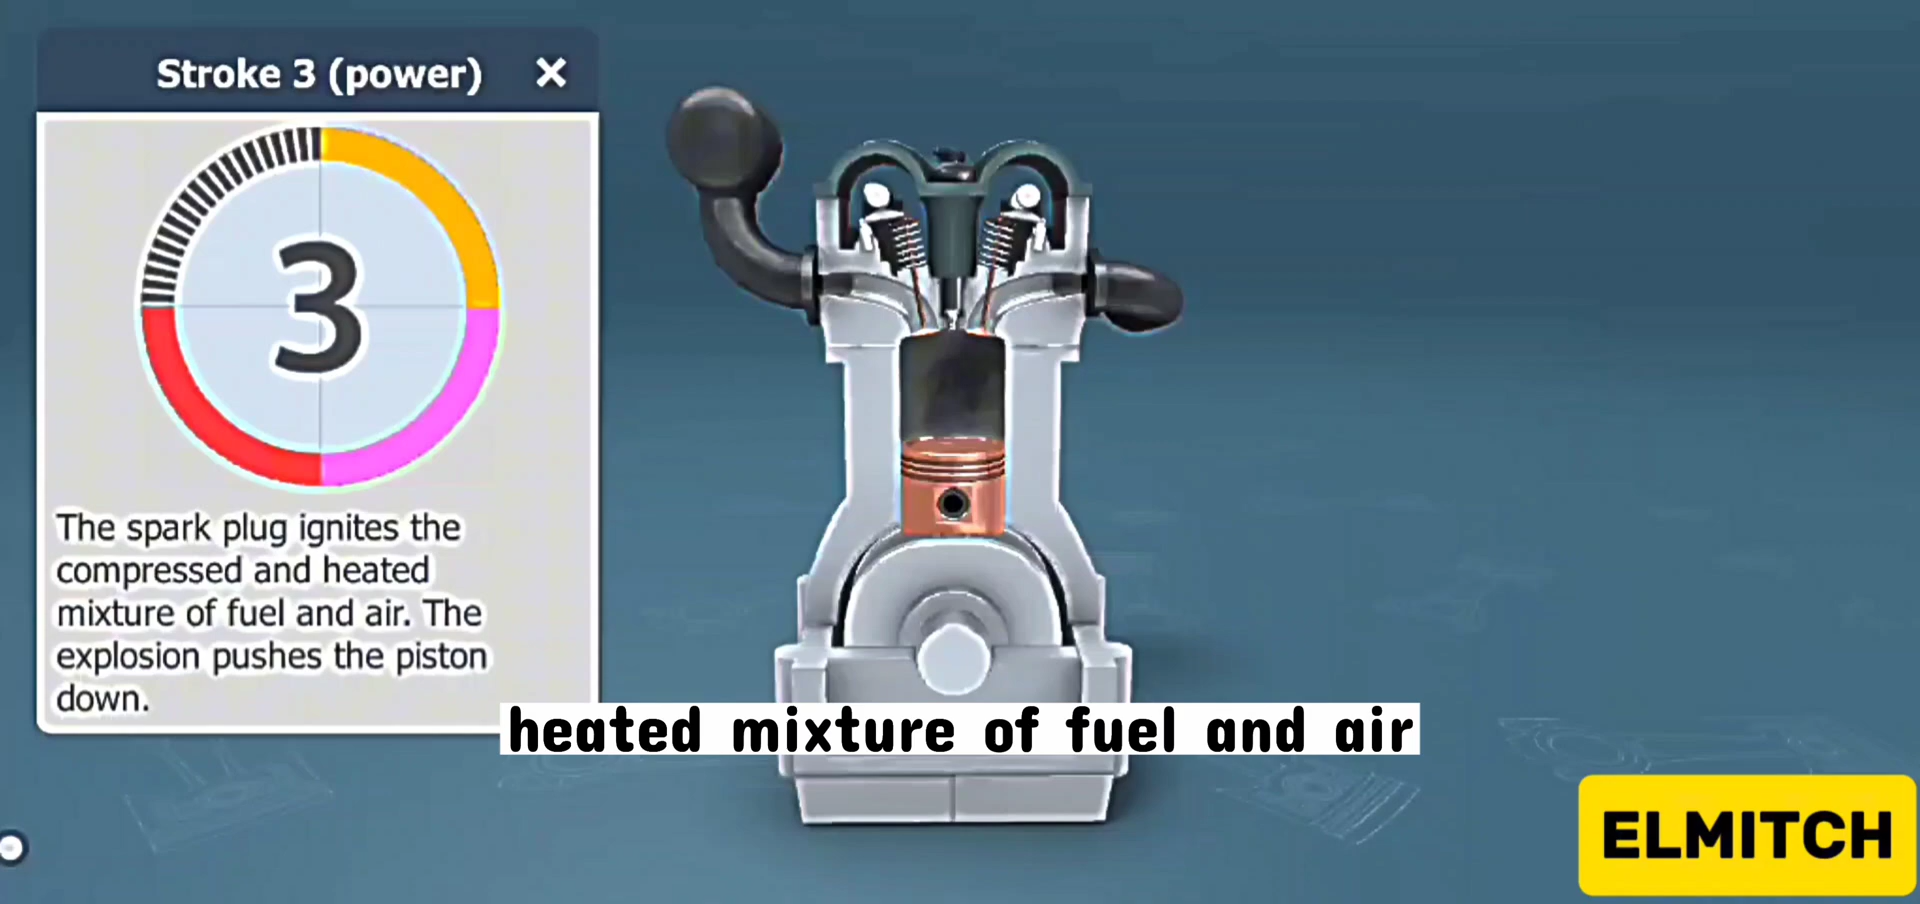 Stroke 3 (power) ×
3
The spark plug ignites the
compressed and heated
mixture of fuel and air. The
explosion pushes the piston
down.
heated mixture of fuel and air
ELMITCH